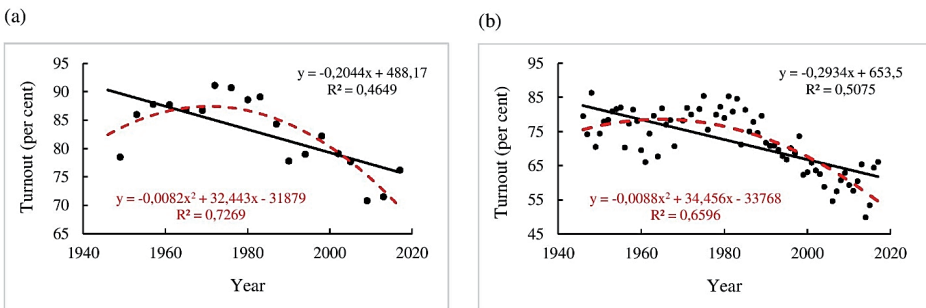 (a)
y = -0,2044x + 488,17
R² = 0,4649
y = -0,0082x² + 32,443x - 31879
R² = 0,7269
Turnout (per cent)
95
90
85
80
75
70
65
1940 1960 1980 2000 2020
Year
(b)
y = -0,2934x + 653,5
R² = 0,5075
y = -0,0088x² + 34,456x - 33768
R² = 0,6596
Turnout (per cent)
95
85
75
65
55
45
1940 1960 1980 2000 2020
Year